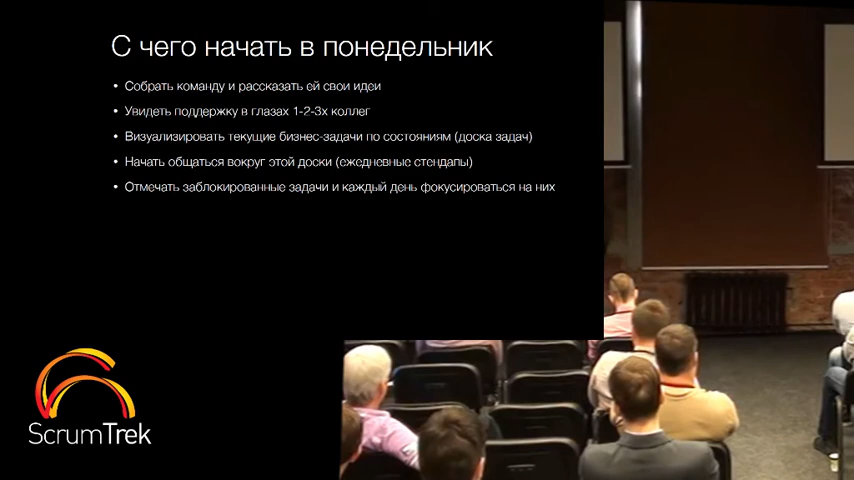 С чего начать в понедельник
• Собрать команду и рассказать ей свои идеи
• Увидеть поддержку в глазах 1-2-3х коллег
• Визуализировать текущие бизнес-задачи по состояниям (доска задач)
• Начать общаться вокруг этой доски (ежедневные стендапы)
• Отмечать заблокированные задачи и каждый день фокусироваться на них
ScrumTrek